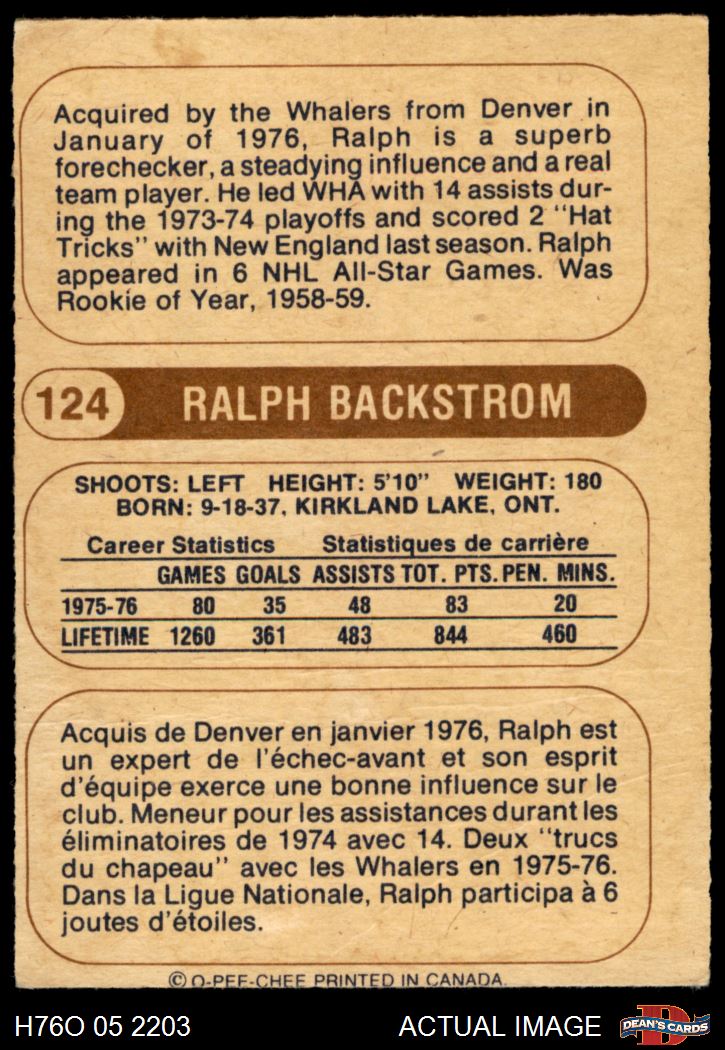 Acquired by the Whalers from Denver in
January of 1976, Ralph is a superb
forechecker, a steadying influence and a real
team player. He led WHA with 14 assists dur-
ing the 1973-74 playoffs and scored 2 "Hat
Tricks" with New England last season. Ralph
appeared in 6 NHL All-Star Games. Was
Rookie of Year, 1958-59.
124 RALPH BACKSTROM
SHOOTS: LEFT HEIGHT: 5'10" WEIGHT: 180
BORN: 9-18-37, KIRKLAND LAKE, ONT.
Career Statistics Statistiques de carrière
GAMES GOALS ASSISTS TOT. PTS. PEN. MINS.
1975-76 80 35 48 83 20
LIFETIME 1260 361 483 844 460
Acquis de Denver en janvier 1976, Ralph est
un expert de l'échec-avant et son esprit
d'équipe exerce une bonne influence sur le
club. Meneur pour les assistances durant les
éliminatoires de 1974 avec 14. Deux "trucs
du chapeau" avec les Whalers en 1975-76.
Dans la Ligue Nationale, Ralph participa à 6
joutes d'étoiles.
© O-PEE-CHEE PRINTED IN CANADA.
H76O 05 2203 ACTUAL IMAGE D DEAN'S CARDS